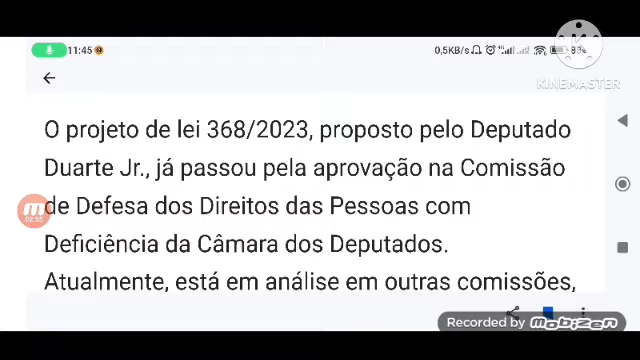 11:45
0,5KB/s
88%
KINEMASTER
O projeto de lei 368/2023, proposto pelo Deputado
Duarte Jr., já passou pela aprovação na Comissão
de Defesa dos Direitos das Pessoas com
Deficiência da Câmara dos Deputados.
Atualmente, está em análise em outras comissões,
Recorded by mobizen